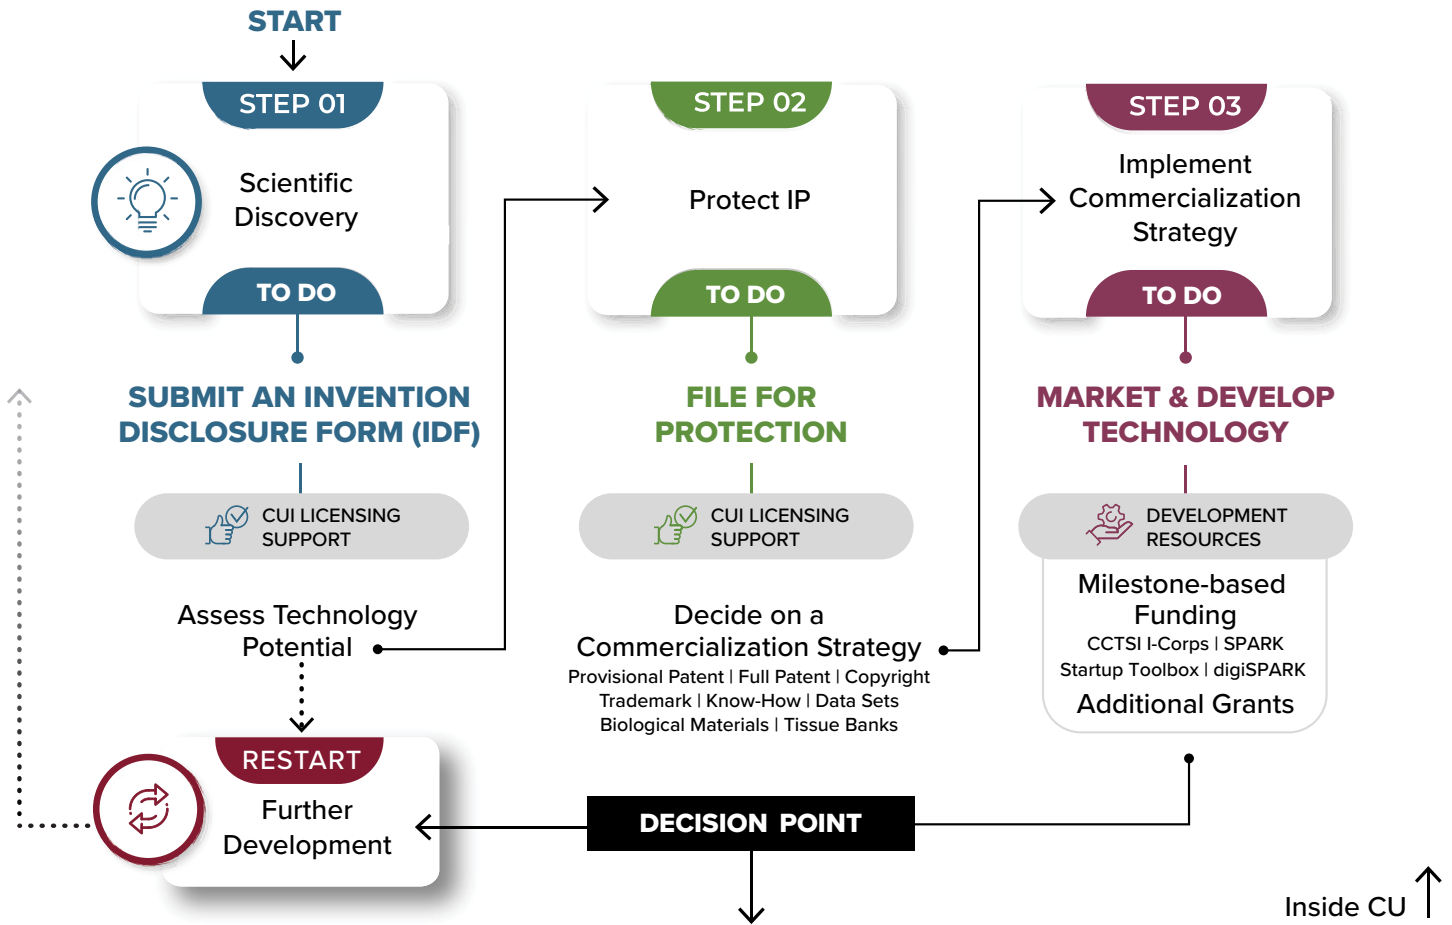 START
STEP 01
Scientific
Discovery
TO DO
SUBMIT AN INVENTION
DISCLOSURE FORM (IDF)
CUI LICENSING
SUPPORT
Assess Technology
Potential
RESTART
Further
Development
STEP 02
Protect IP
TO DO
FILE FOR
PROTECTION
CUI LICENSING
SUPPORT
Decide on a
Commercialization Strategy
Provisional Patent | Full Patent | Copyright
Trademark | Know-How | Data Sets
Biological Materials | Tissue Banks
STEP 03
Implement
Commercialization
Strategy
TO DO
MARKET & DEVELOP
TECHNOLOGY
DEVELOPMENT
RESOURCES
Milestone-based
Funding
CCTSI I-Corps | SPARK
Startup Toolbox | digiSPARK
Additional Grants
DECISION POINT
Inside CU